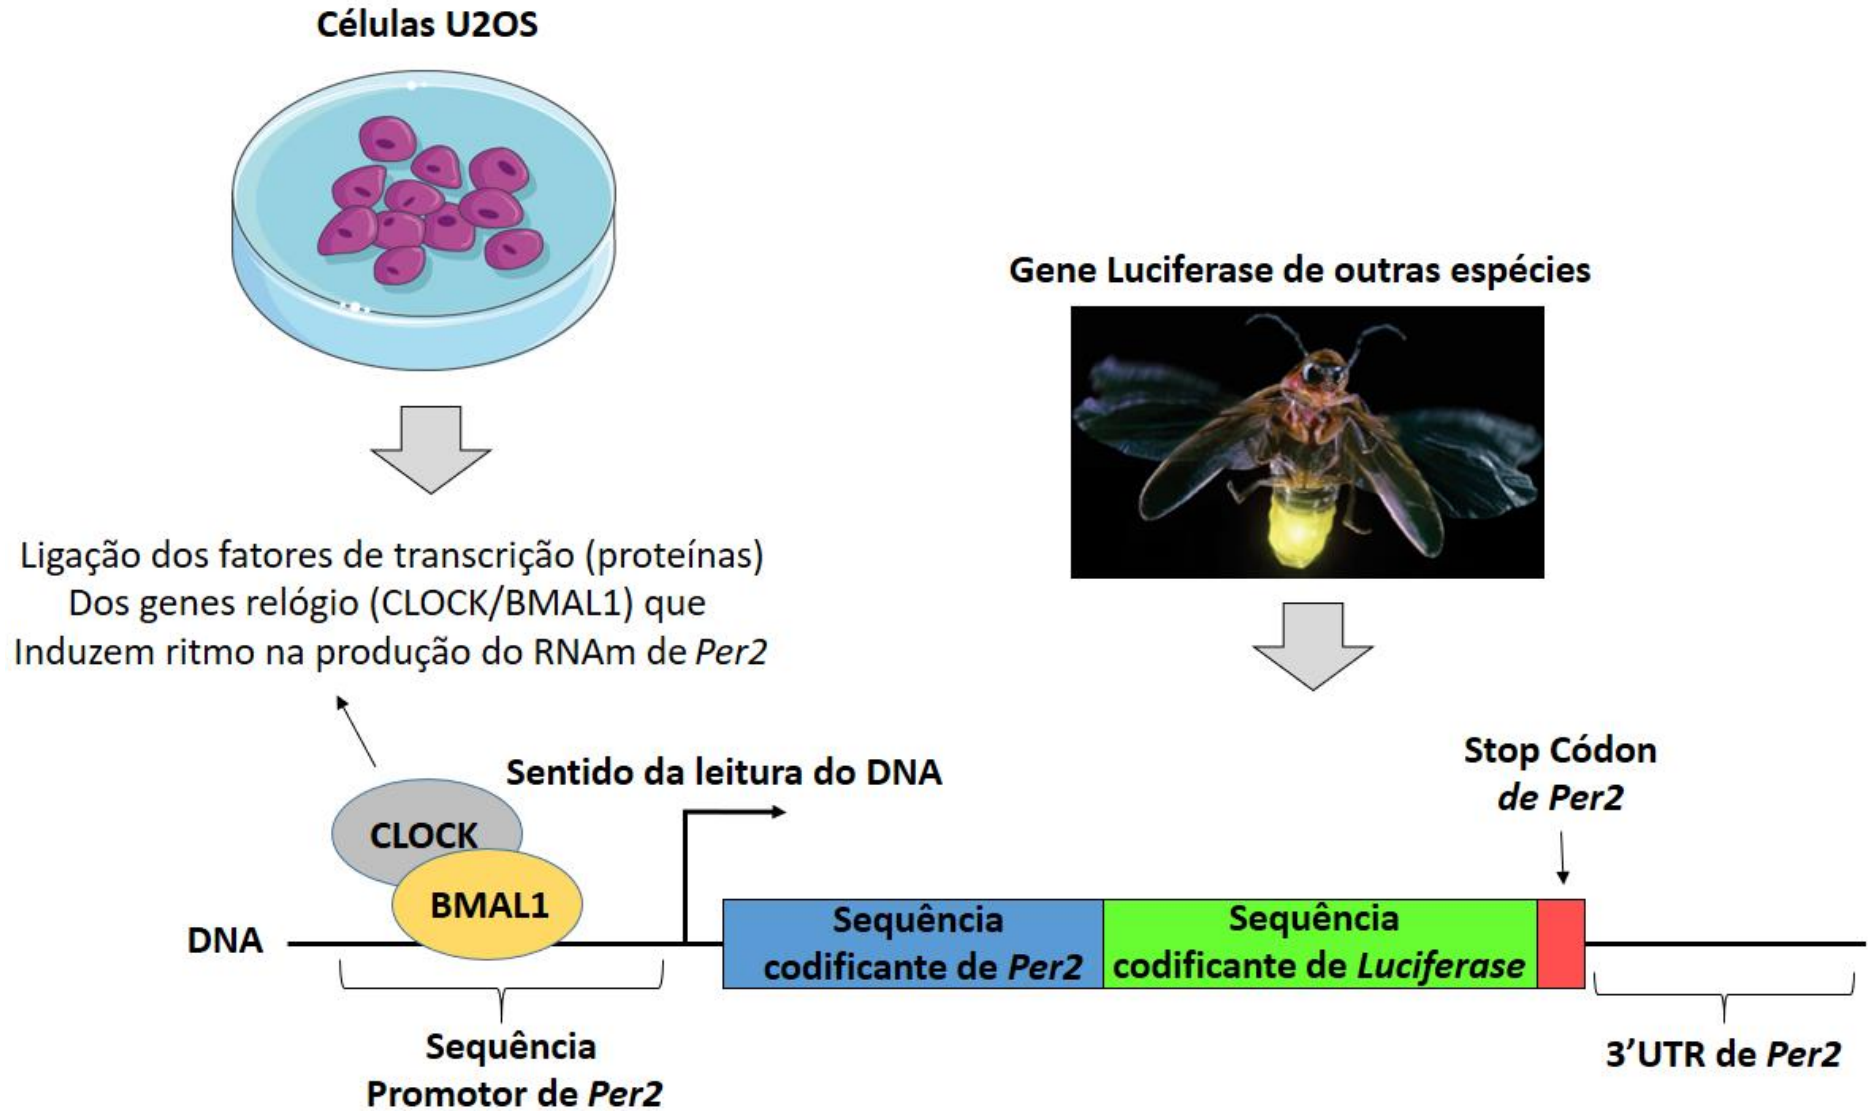 Células U2OS
Gene Luciferase de outras espécies
Ligação dos fatores de transcrição (proteínas)
Dos genes relógio (CLOCK/BMAL1) que
Induzem ritmo na produção do RNAm de Per2
Sentido da leitura do DNA
Stop Códon
de Per2
CLOCK
BMAL1
DNA
Sequência
codificante de Per2
Sequência
codificante de Luciferase
Sequência
Promotor de Per2
3’UTR de Per2